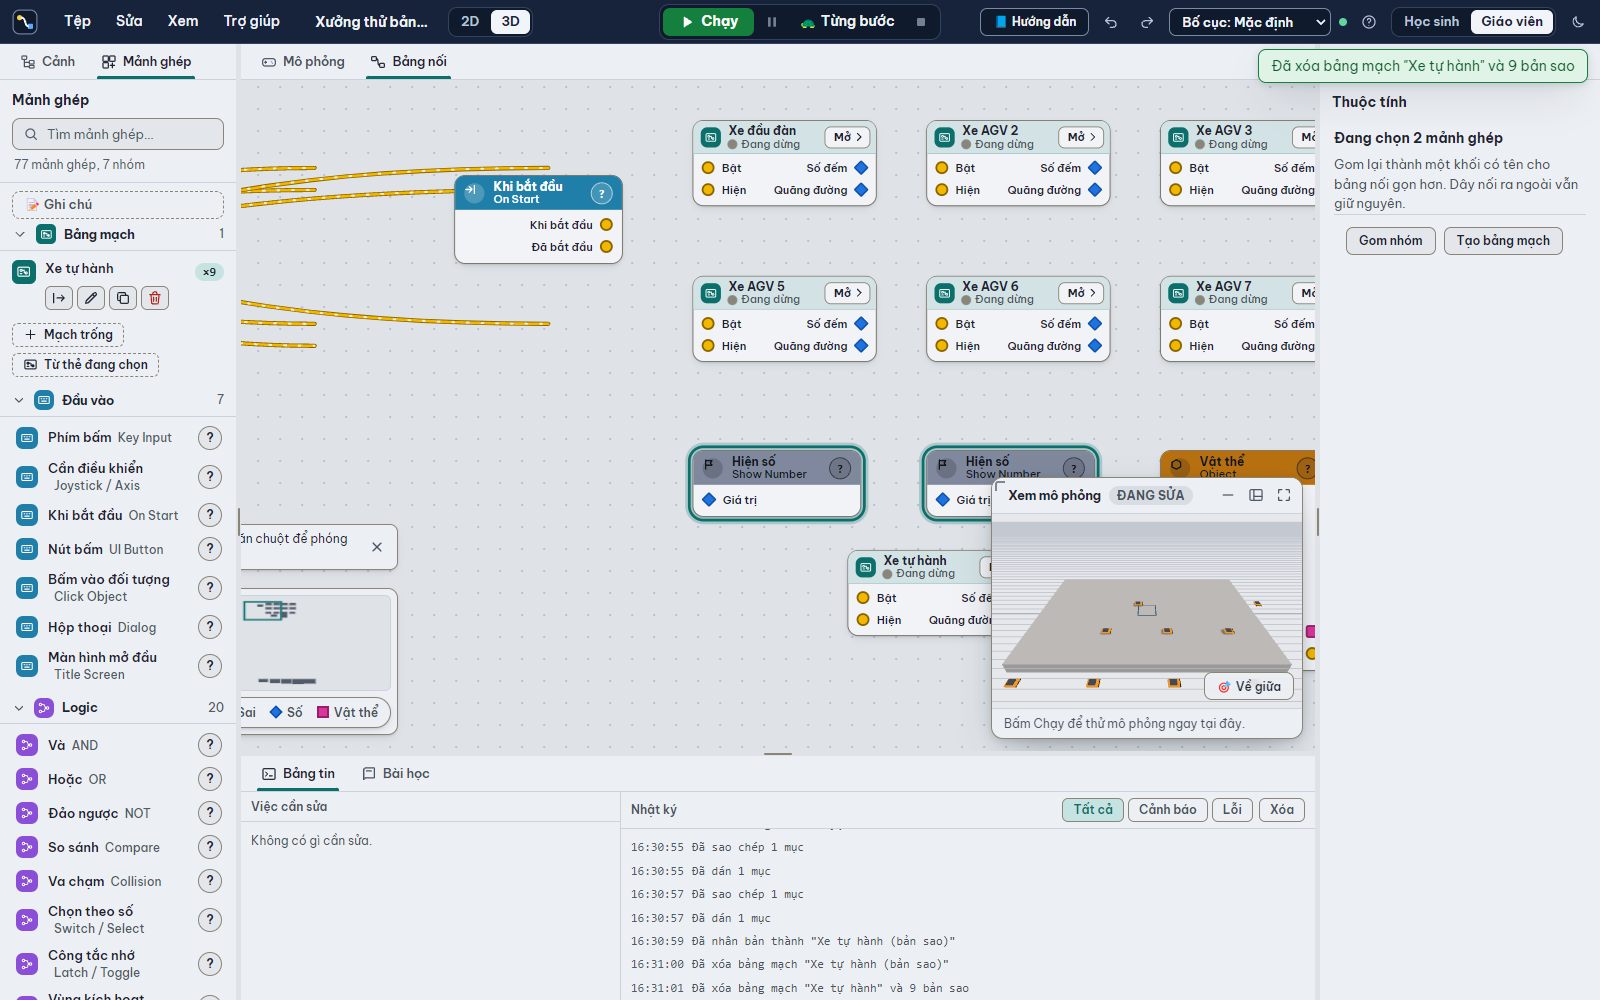 Tệp
Sửa
Xem
Trợ giúp
Xưởng thử bản...
2D
3D
Chạy
Từng bước
Hướng dẫn
Bố cục: Mặc định
Học sinh
Giáo viên
Cảnh
Mảnh ghép
Mô phỏng
Bảng nối
Đã xóa bảng mạch "Xe tự hành" và 9 bản sao
Mảnh ghép
Tìm mảnh ghép...
77 mảnh ghép, 7 nhóm
Ghi chú
Bảng mạch
1
Xe tự hành
×9
Mạch trống
Từ thẻ đang chọn
Đầu vào
7
Phím bấm Key Input
?
Cần điều khiển
Joystick / Axis
?
Khi bắt đầu On Start
?
Nút bấm UI Button
?
Bấm vào đối tượng
Click Object
?
Hộp thoại Dialog
?
Màn hình mở đầu
Title Screen
?
Logic
20
Và AND
?
Hoặc OR
?
Đảo ngược NOT
?
So sánh Compare
?
Va chạm Collision
?
Chọn theo số
Switch / Select
?
Công tắc nhớ
Latch / Toggle
?
Vùng kích hoạt
Khi bắt đầu
On Start
?
Khi bắt đầu
Đã bắt đầu
Xe đầu đàn
Đang dừng
Mở
Bật
Số đếm
Hiện
Quãng đường
Xe AGV 2
Đang dừng
Mở
Bật
Số đếm
Hiện
Quãng đường
Xe AGV 3
Đang dừng
Bật
Số đếm
Hiện
Quãng đường
Xe AGV 5
Đang dừng
Mở
Bật
Số đếm
Hiện
Quãng đường
Xe AGV 6
Đang dừng
Mở
Bật
Số đếm
Hiện
Quãng đường
Xe AGV 7
Đang dừng
Bật
Số đếm
Hiện
Quãng đường
Hiện số
Show Number
?
Giá trị
Hiện số
Show Number
?
Giá trị
Vật thể
Object
?
chuột để phóng
Xe tự hành
Đang dừng
Bật
Hiện
Số Vật thể
Xem mô phỏng
ĐANG SỬA
Về giữa
Bấm Chạy để thử mô phỏng ngay tại đây.
Thuộc tính
Đang chọn 2 mảnh ghép
Gom lại thành một khối có tên cho
bảng nối gọn hơn. Dây nối ra ngoài vẫn
giữ nguyên.
Gom nhóm
Tạo bảng mạch
Bảng tin
Bài học
Việc cần sửa
Không có gì cần sửa.
Nhật ký
Tất cả
Cảnh báo
Lỗi
Xóa
16:30:55 Đã sao chép 1 mục
16:30:55 Đã dán 1 mục
16:30:57 Đã sao chép 1 mục
16:30:57 Đã dán 1 mục
16:30:59 Đã nhân bản thành "Xe tự hành (bản sao)"
16:31:00 Đã xóa bảng mạch "Xe tự hành (bản sao)"
16:31:01 Đã xóa bảng mạch "Xe tự hành" và 9 bản sao